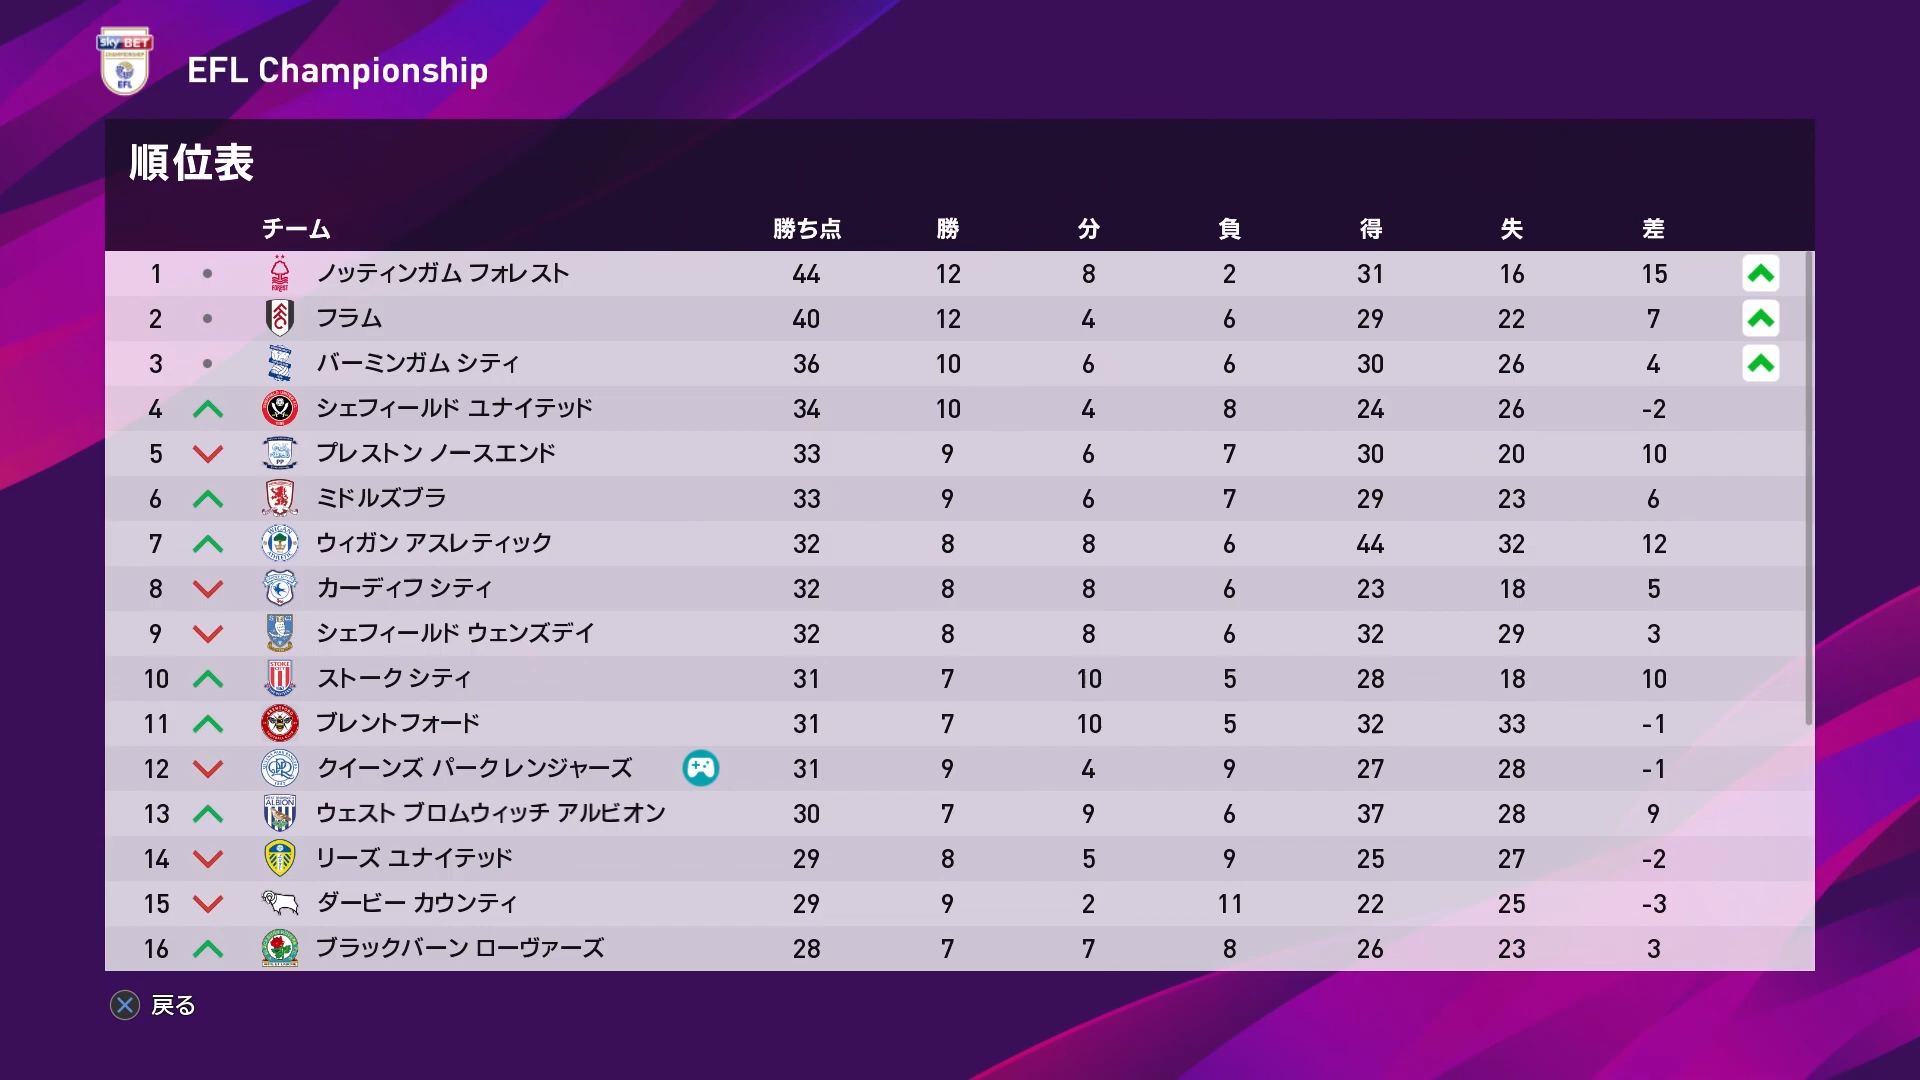 sky BET
EFL
EFL Championship
順位表
チーム 勝ち点 勝 分 負 得 失 差
1 ノッティンガム フォレスト 44 12 8 2 31 16 15
2 フラム 40 12 4 6 29 22 7
3 バーミンガム シティ 36 10 6 6 30 26 4
4 シェフィールド ユナイテッド 34 10 4 8 24 26 -2
5 プレストン ノースエンド 33 9 6 7 30 20 10
6 ミドルズブラ 33 9 6 7 29 23 6
7 ウィガン アスレティック 32 8 8 6 44 32 12
8 カーディフ シティ 32 8 8 6 23 18 5
9 シェフィールド ウェンズデイ 32 8 8 6 32 29 3
10 ストーク シティ 31 7 10 5 28 18 10
11 ブレントフォード 31 7 10 5 32 33 -1
12 クイーンズ パークレンジャーズ 31 9 4 9 27 28 -1
13 ウェスト ブロムウィッチ アルビオン 30 7 9 6 37 28 9
14 リーズ ユナイテッド 29 8 5 9 25 27 -2
15 ダービー カウンティ 29 9 2 11 22 25 -3
16 ブラックバーン ローヴァーズ 28 7 7 8 26 23 3
戻る